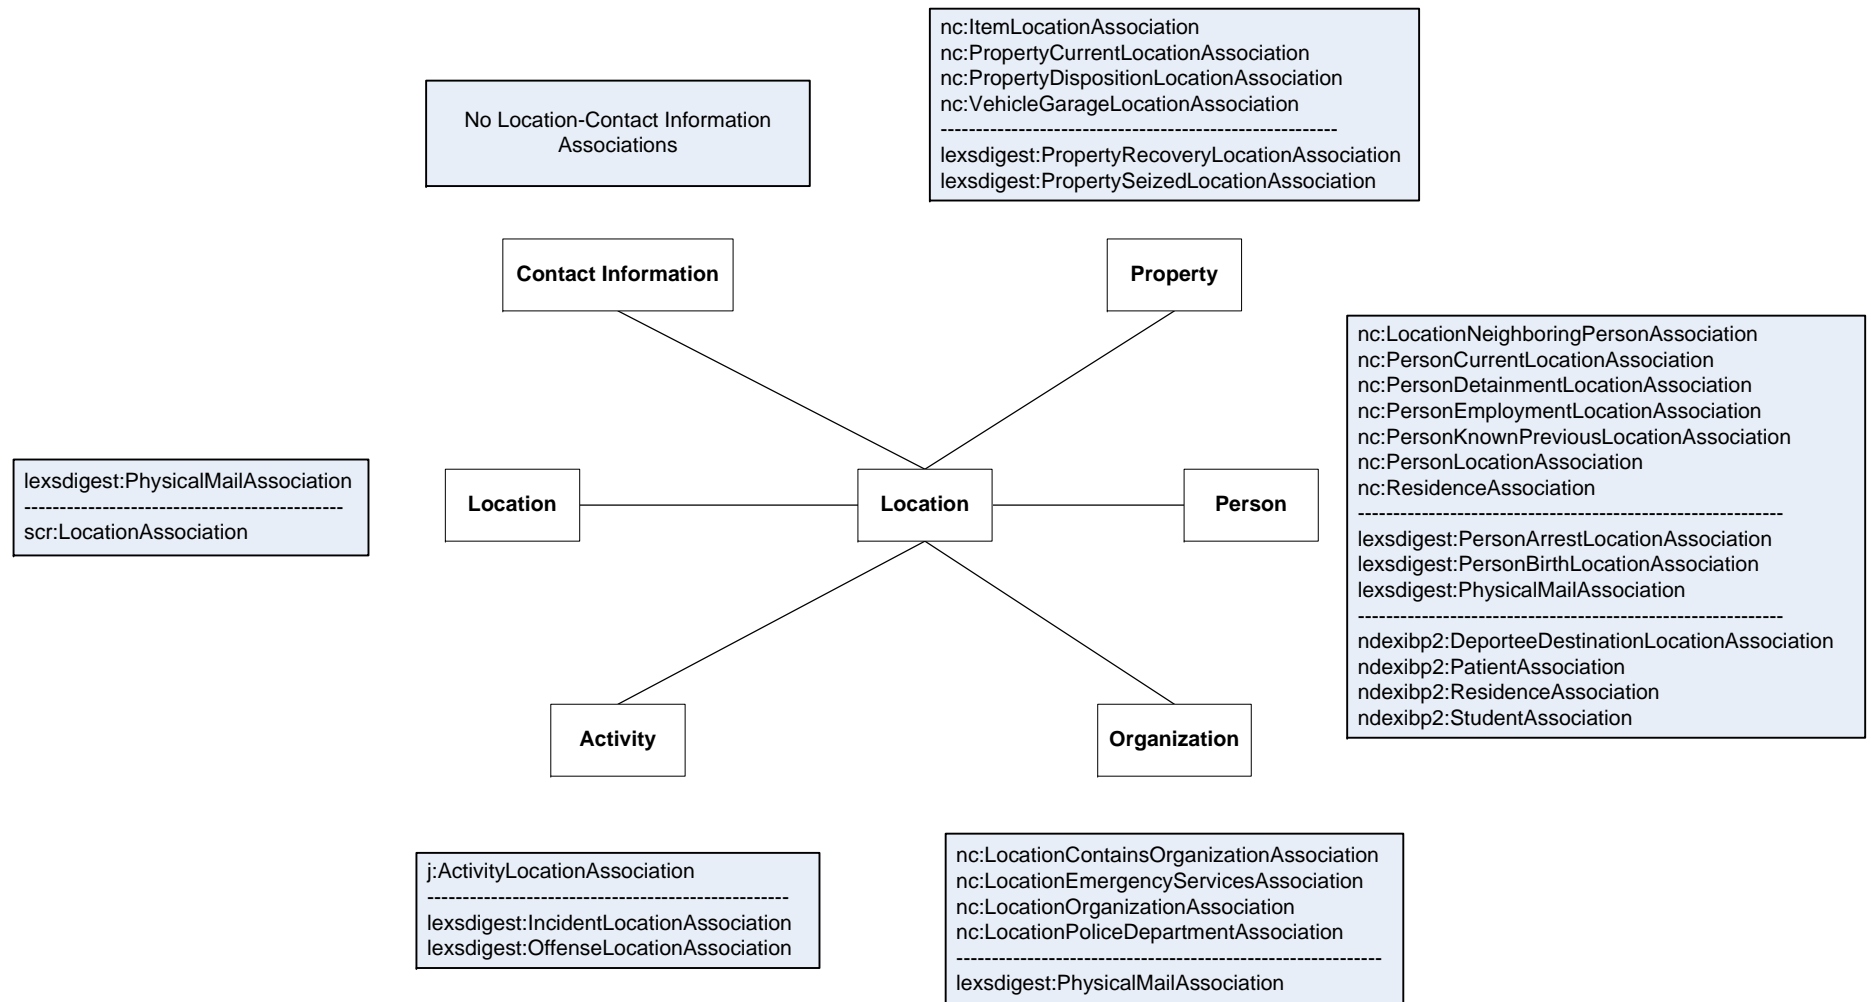 nc:ItemLocationAssociation
nc:PropertyCurrentLocationAssociation
nc:PropertyDispositionLocationAssociation
nc:VehicleGarageLocationAssociation
--------------------------------------------------------
lexsdigest:PropertyRecoveryLocationAssociation
lexsdigest:PropertySeizedLocationAssociation
No Location-Contact Information
Associations
Contact Information
Property
nc:LocationNeighboringPersonAssociation
nc:PersonCurrentLocationAssociation
nc:PersonDetainmentLocationAssociation
nc:PersonEmploymentLocationAssociation
nc:PersonKnownPreviousLocationAssociation
nc:PersonLocationAssociation
nc:ResidenceAssociation
------------------------------------------------------------
lexsdigest:PersonArrestLocationAssociation
lexsdigest:PersonBirthLocationAssociation
lexsdigest:PhysicalMailAssociation
------------------------------------------------------------
ndexibp2:DeporteeDestinationLocationAssociation
ndexibp2:PatientAssociation
ndexibp2:ResidenceAssociation
ndexibp2:StudentAssociation
lexsdigest:PhysicalMailAssociation
---------------------------------------------
scr:LocationAssociation
Location
Location
Person
Activity
Organization
j:ActivityLocationAssociation
---------------------------------------------------
lexsdigest:IncidentLocationAssociation
lexsdigest:OffenseLocationAssociation
nc:LocationContainsOrganizationAssociation
nc:LocationEmergencyServicesAssociation
nc:LocationOrganizationAssociation
nc:LocationPoliceDepartmentAssociation
------------------------------------------------------------
lexsdigest:PhysicalMailAssociation